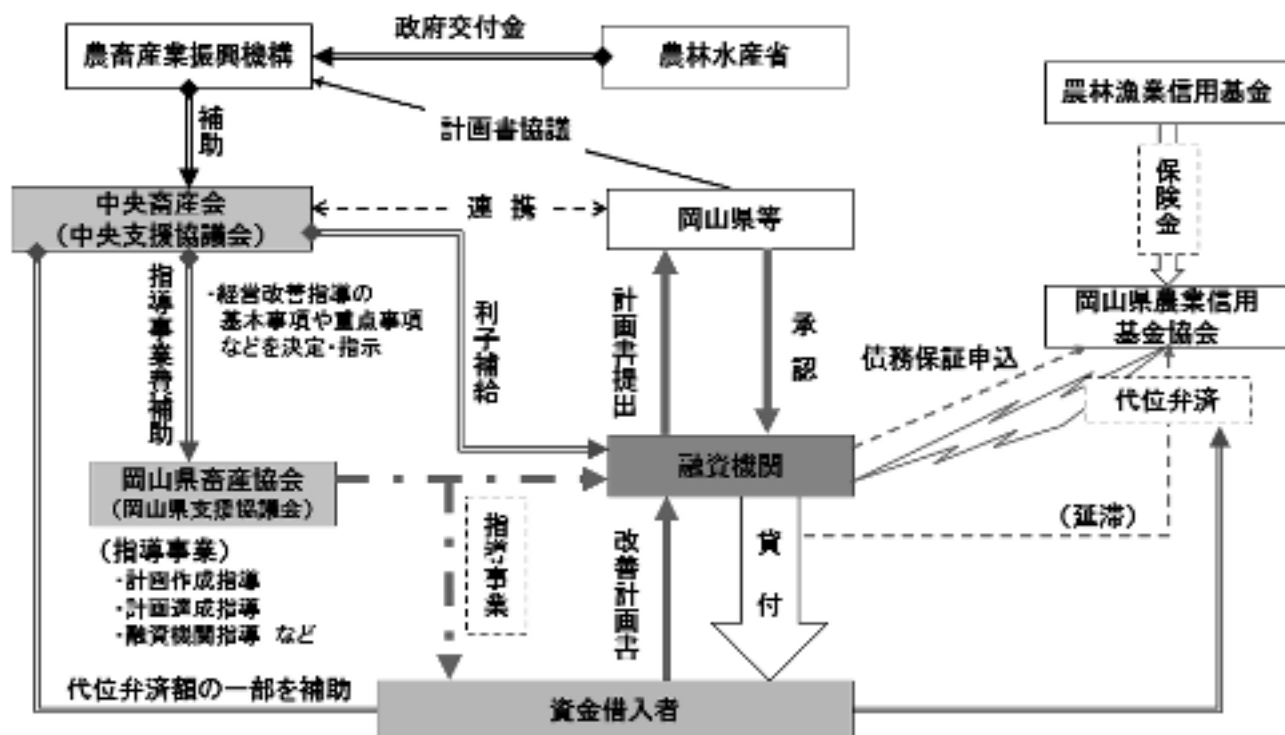 政府交付金
農畜産業振興機構
農林水産省
農林漁業信用基金
補助
計画書協議
保険金
中央畜産会
(中央支援協議会)
連 携
岡山県等
指導事業費補助
・経営改善指導の
基本事項や重点事項
などを決定・指示
利子補給
計画書提出
承認
岡山県農業信用
基金協会
債務保証申込
代位弁済
融資機関
岡山県畜産協会
(岡山県支援協議会)
(延滞)
(指導事業)
・計画作成指導
・計画達成指導
・融資機関指導 など
指導事業
改善計画書
貸付
代位弁済額の一部を補助
資金借入者